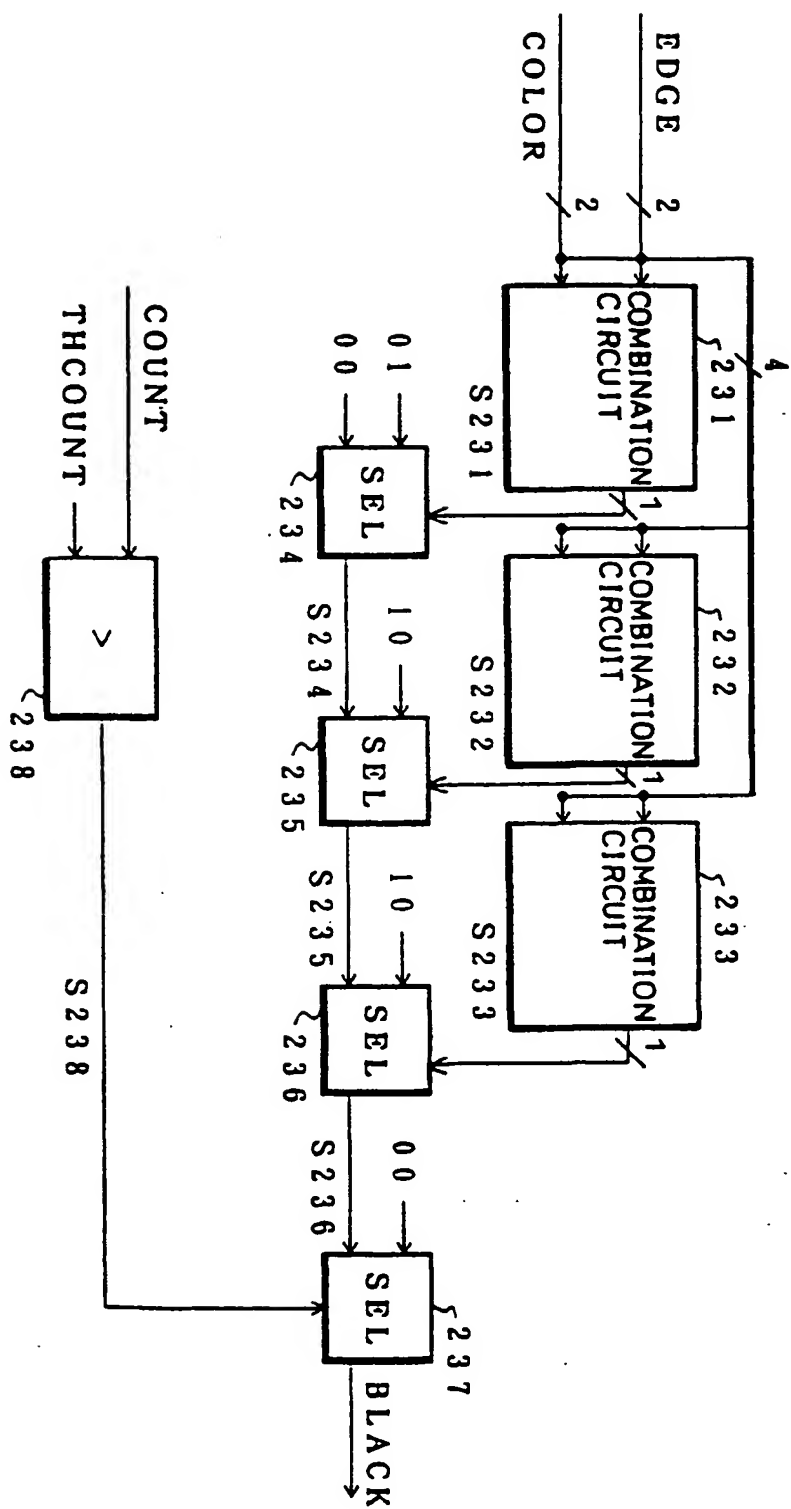 EDGE
2
COLOR
2
4
231
COMBINATION
CIRCUIT
S231
1
232
COMBINATION
CIRCUIT
S232
1
233
COMBINATION
CIRCUIT
S233
1
01
00
SEL
234
S234
10
SEL
235
S235
10
SEL
236
S236
00
SEL
237
BLACK
COUNT
THCOUNT
>
238
S238